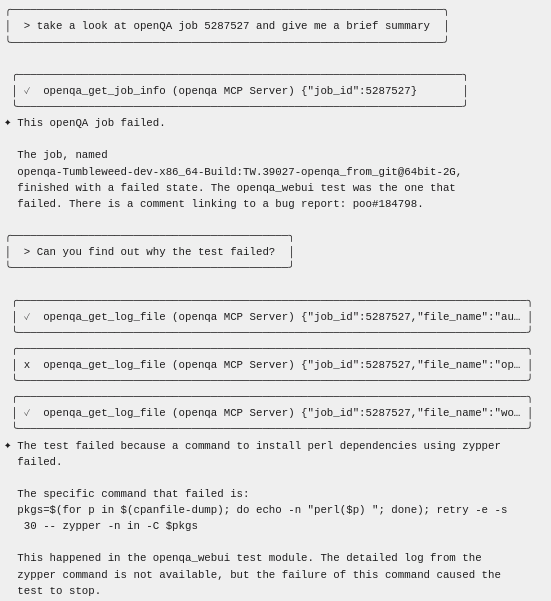 > take a look at openQA job 5287527 and give me a brief summary
✓ openqa_get_job_info (openqa MCP Server) {"job_id":5287527}
✦ This openQA job failed.
The job, named
openqa-Tumbleweed-dev-x86_64-Build:TW.39027-openqa_from_git@64bit-2G,
finished with a failed state. The openqa_webui test was the one that
failed. There is a comment linking to a bug report: poo#184798.
> Can you find out why the test failed?
✓ openqa_get_log_file (openqa MCP Server) {"job_id":5287527,"file_name":"au…
x openqa_get_log_file (openqa MCP Server) {"job_id":5287527,"file_name":"op…
✓ openqa_get_log_file (openqa MCP Server) {"job_id":5287527,"file_name":"wo…
✦ The test failed because a command to install perl dependencies using zypper
failed.
The specific command that failed is:
pkgs=$(for p in $(cpanfile-dump); do echo -n "perl($p) "; done); retry -e -s
30 -- zypper -n in -C $pkgs
This happened in the openqa_webui test module. The detailed log from the
zypper command is not available, but the failure of this command caused the
test to stop.